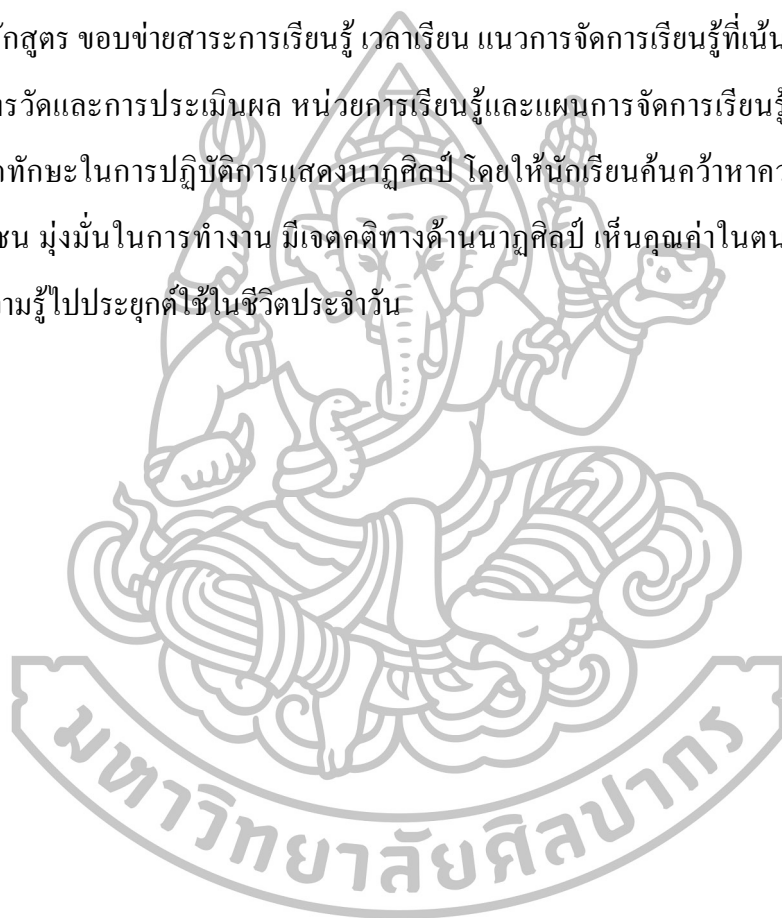 ักสูตร ขอบข่ายสาระการเรียนรู้ เวลาเรียน แนวการจัดการเรียนรู้ที่เน้น
ารวัดและการประเมินผล หน่วยการเรียนรู้และแผนการจัดการเรียนรู้
ทักษะในการปฏิบัติการแสดงนาฏศิลป์ โดยให้นักเรียนค้นคว้าหาคว
ชน มุ่งมั่นในการทำงาน มีเจตคติทางด้านนาฏศิลป์ เห็นคุณค่าในตน
ามรู้ไปประยุกต์ใช้ในชีวิตประจำวัน
มหาวิทยาลัยศิลปากร